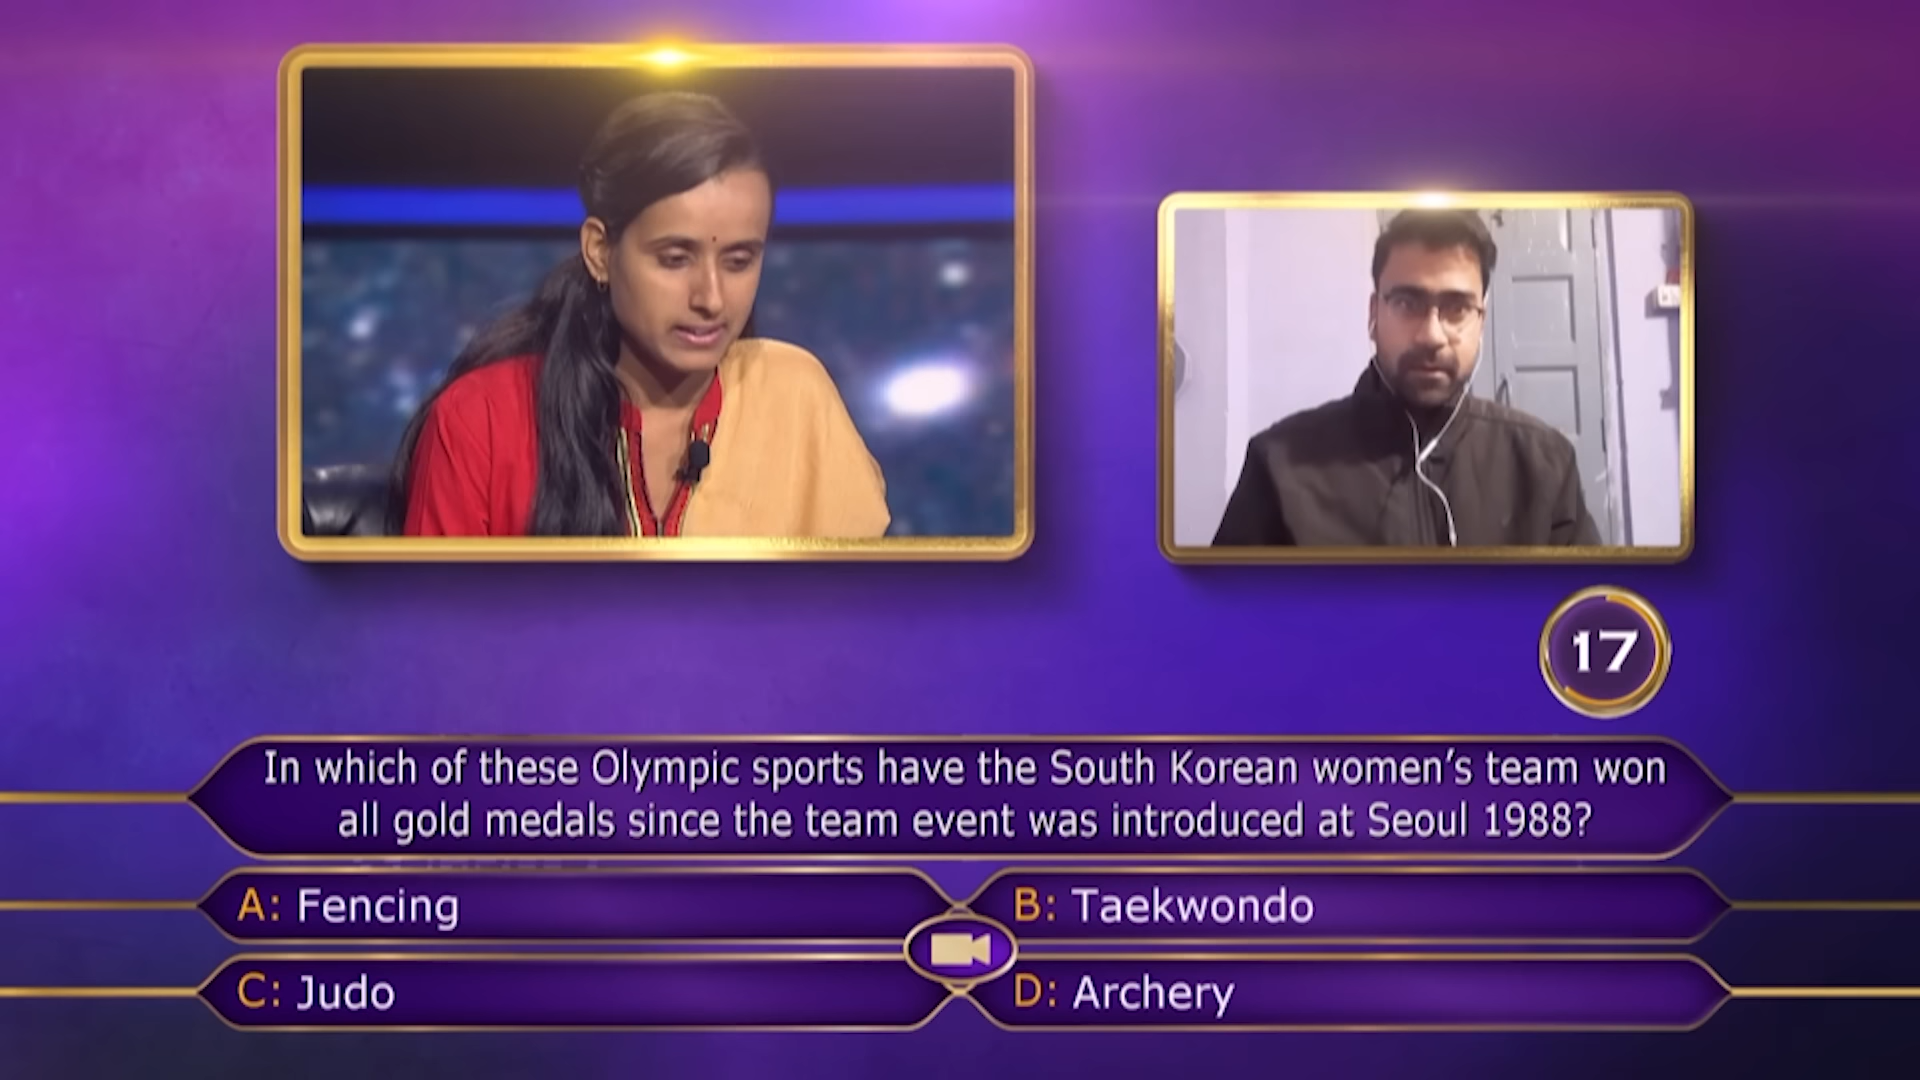 17
In which of these Olympic sports have the South Korean women's team won
all gold medals since the team event was introduced at Seoul 1988?
A: Fencing
B: Taekwondo
C: Judo
D: Archery